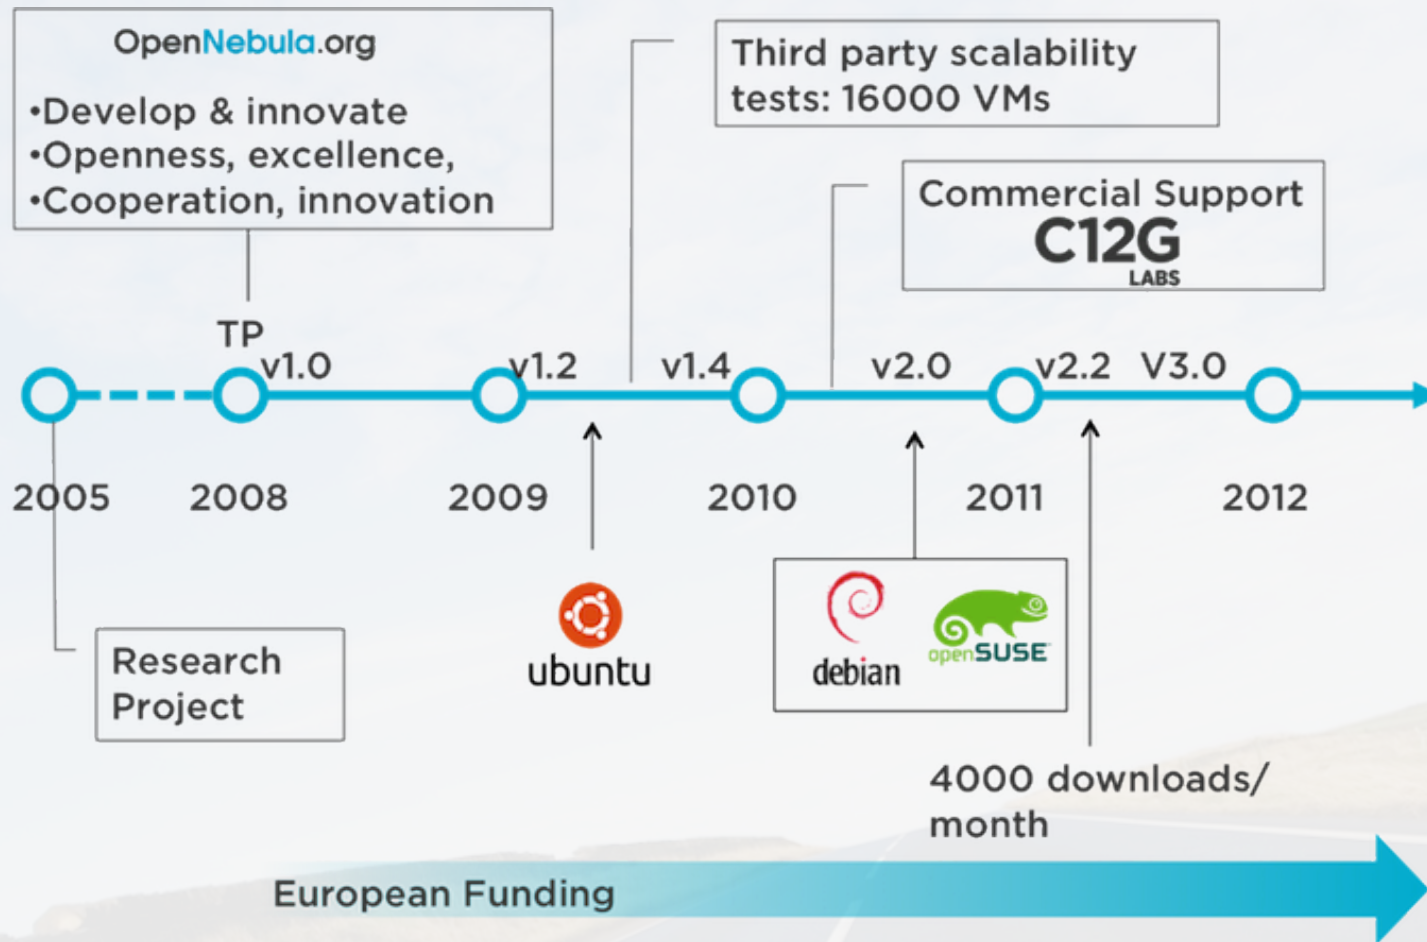 OpenNebula.org
•Develop & innovate
•Openness, excellence,
•Cooperation, innovation
Third party scalability
tests: 16000 VMs
Commercial Support
C12G
LABS
TP
v1.0
v1.2
v1.4
v2.0
v2.2
V3.0
2005
2008
2009
2010
2011
2012
ubuntu
debian
openSUSE
Research
Project
4000 downloads/
month
European Funding